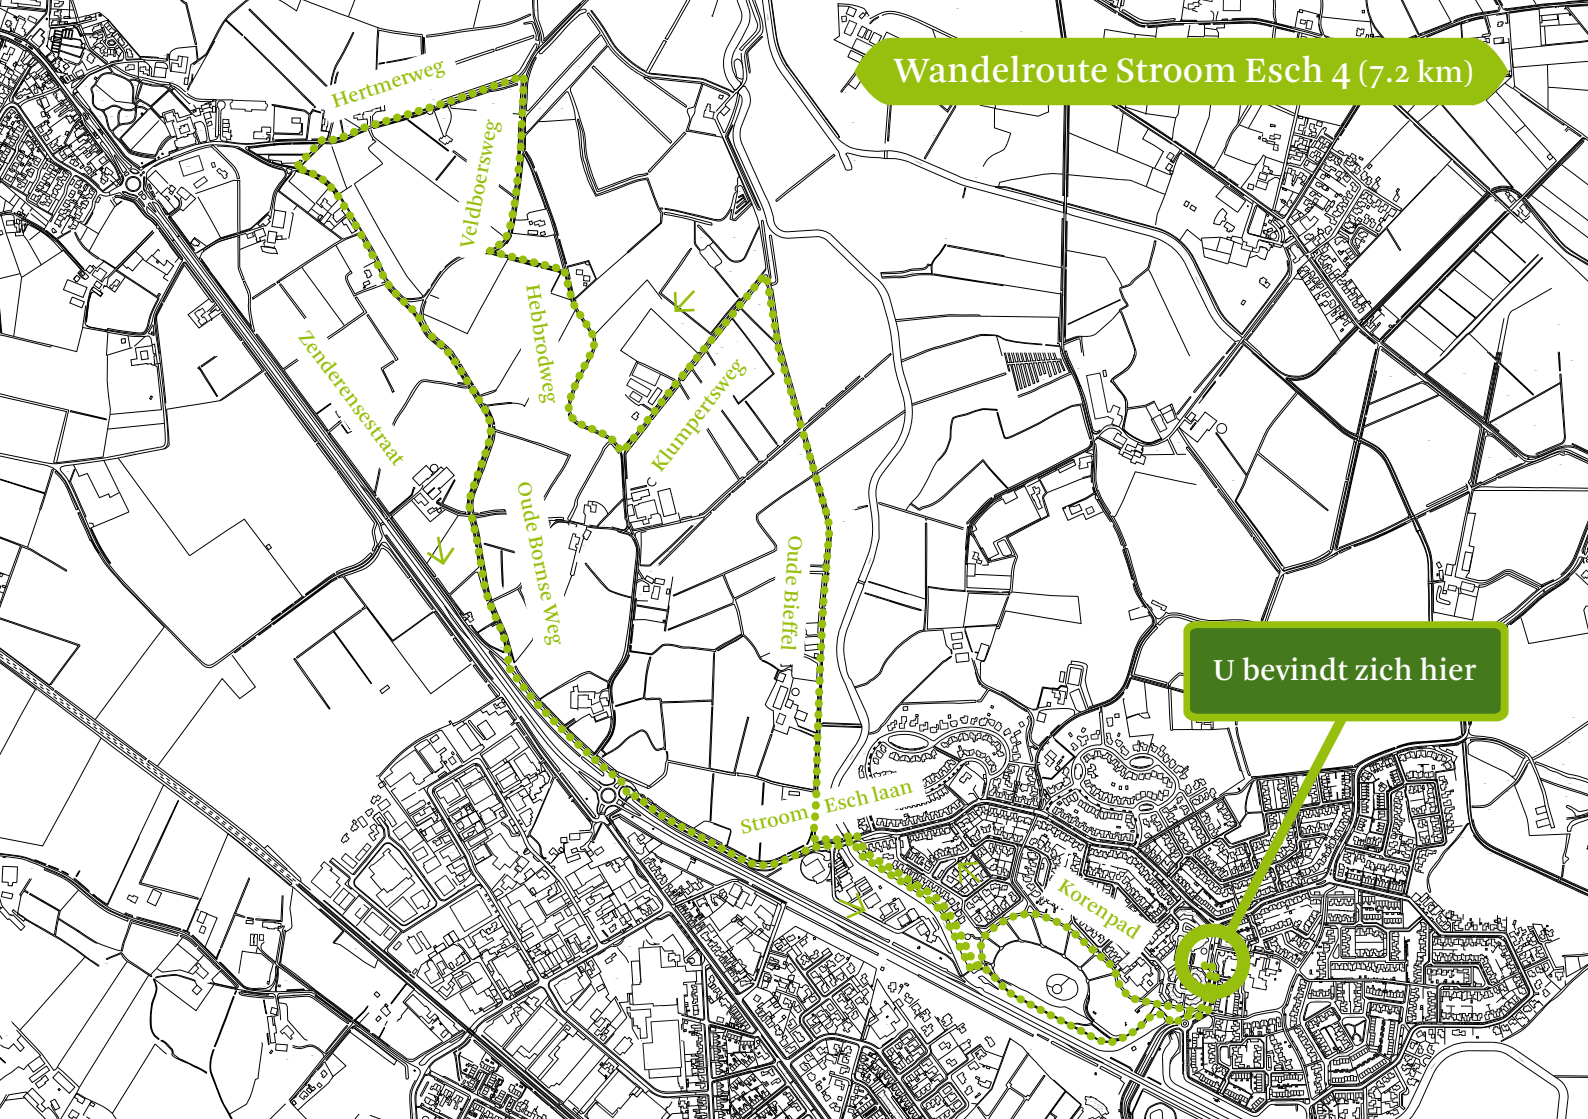 Wandelroute Stroom Esch 4 (7.2 km)
Hertmerweg
Veldboersweg
Hebbrodweg
Zenderensestraat
Klumpertsweg
Oude Bornse Weg
Oude Bieffel
U bevindt zich hier
Stroom Esch laan
Korenpad